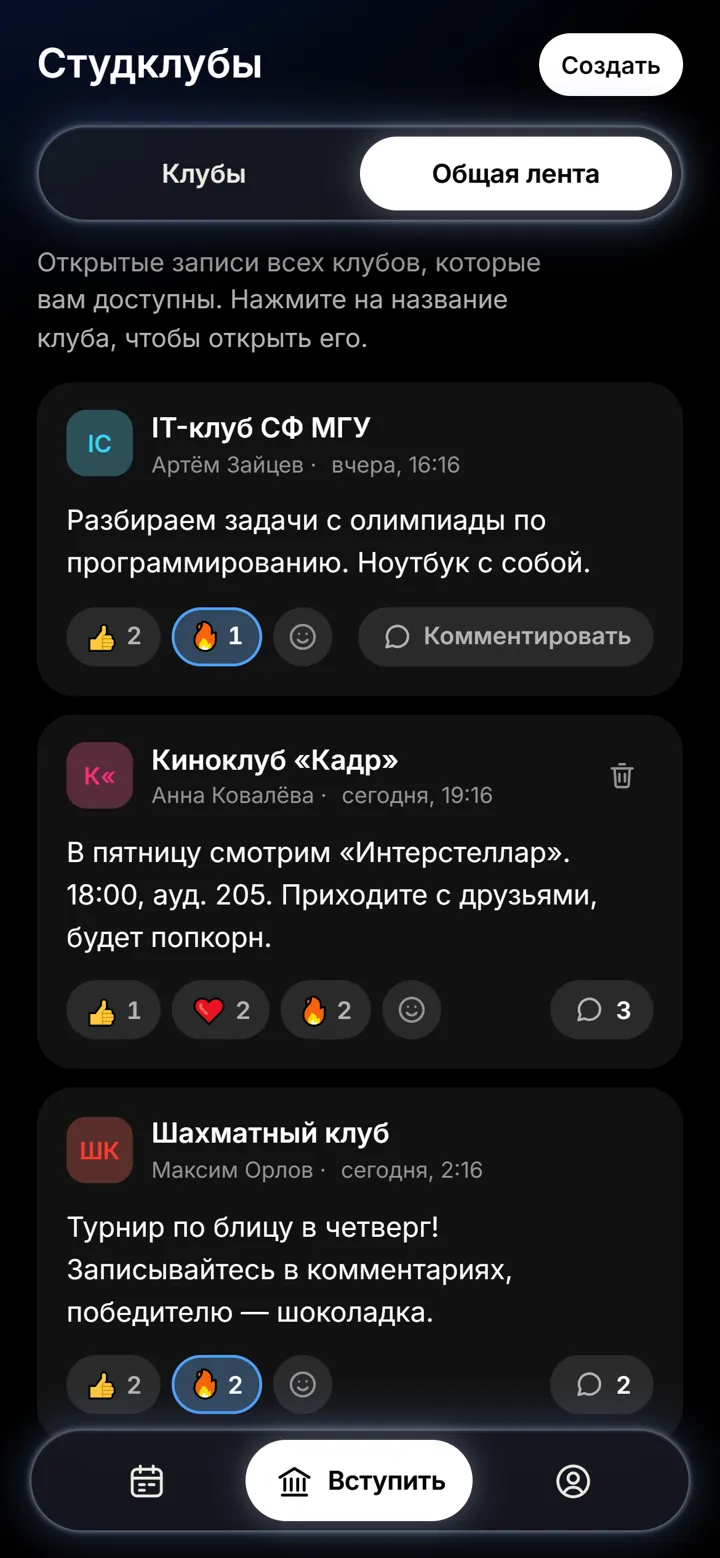 Студклубы
Создать
Клубы
Общая лента
Открытые записи всех клубов, которые
вам доступны. Нажмите на название
клуба, чтобы открыть его.
IC
IT-клуб СФ МГУ
Артём Зайцев · вчера, 16:16
Разбираем задачи с олимпиады по
программированию. Ноутбук с собой.
2
1
Комментировать
К«
Киноклуб «Кадр»
Анна Ковалёва · сегодня, 19:16
В пятницу смотрим «Интерстеллар».
18:00, ауд. 205. Приходите с друзьями,
будет попкорн.
1
2
2
3
ШК
Шахматный клуб
Максим Орлов · сегодня, 2:16
Турнир по блицу в четверг!
Записывайтесь в комментариях,
победителю — шоколадка.
2
2
2
Вступить